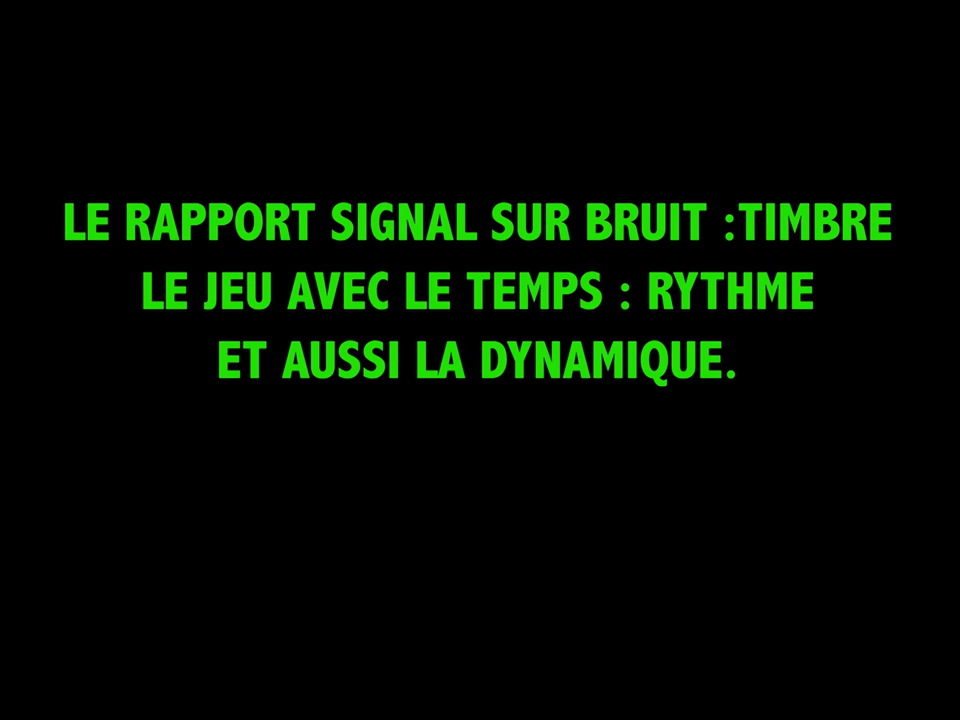 LE RAPPORT SIGNAL SUR BRUIT :TIMBRE
LE JEU AVEC LE TEMPS : RYTHME
ET AUSSI LA DYNAMIQUE.